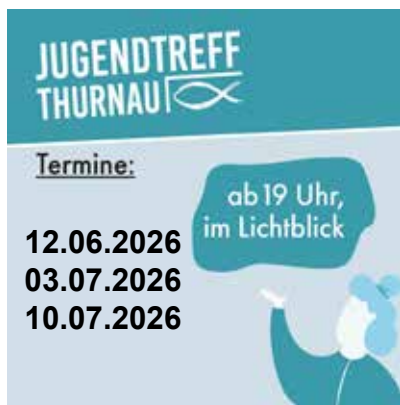 JUGENDTREFF
THURNAU
Termine:
ab 19 Uhr,
im Lichtblick
12.06.2026
03.07.2026
10.07.2026